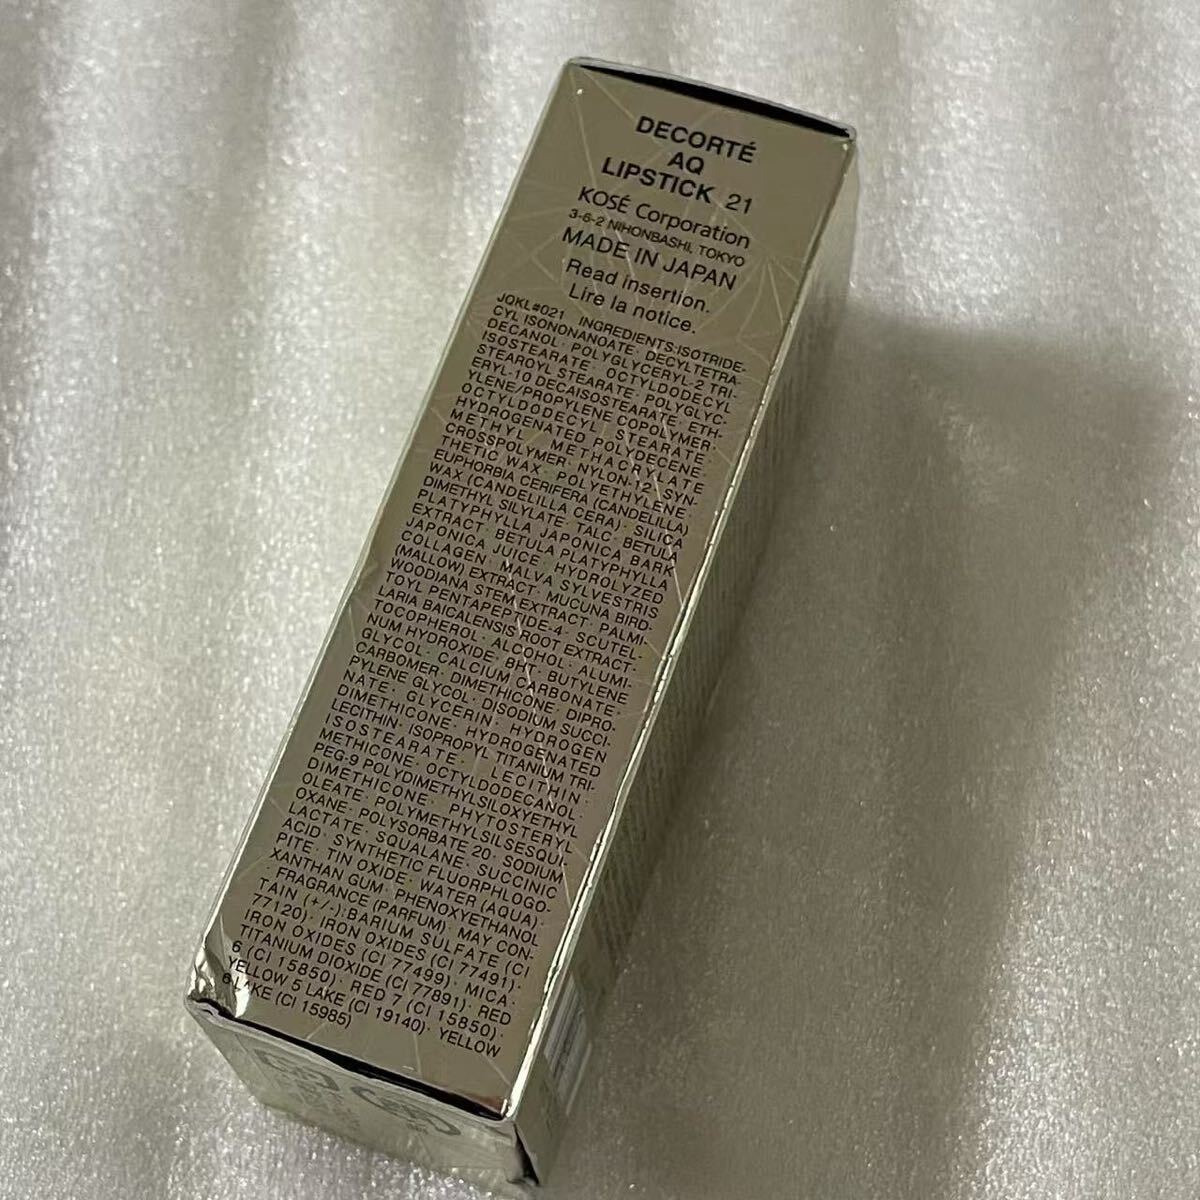 DECORTÉ
AQ
LIPSTICK 21
KOSÉ Corporation
3-6-2 NIHONBASHI, TOKYO
MADE IN JAPAN
Read insertion.
Lire la notice.
JQKL#021 INGREDIENTS:ISOTRIDE-
CYL ISONONANOATE · DECYLTETRA-
DECANOL · POLYGLYCERYL-2 TRI-
ISOSTEARATE · OCTYLDODECYL
STEAROYL STEARATE · POLYGLYC-
ERYL-10 DECAISOSTEARATE · ETH-
YLENE/PROPYLENE COPOLYMER ·
OCTYLDODECYL STEARATE ·
HYDROGENATED POLYDECENE ·
METHYL METHACRYLATE
CROSSPOLYMER · NYLON-12 · SYN-
THETIC WAX · POLYETHYLENE ·
EUPHORBIA CERIFERA (CANDELILLA)
WAX (CANDELILLA CERA) · SILICA
DIMETHYL SILYLATE · TALC · BETULA
PLATYPHYLLA JAPONICA BARK
EXTRACT · BETULA PLATYPHYLLA
JAPONICA JUICE · HYDROLYZED
COLLAGEN · MALVA SYLVESTRIS
(MALLOW) EXTRACT · MUCUNA BIRD-
WOODIANA STEM EXTRACT · PALMI-
TOYL PENTAPEPTIDE-4 · SCUTEL-
LARIA BAICALENSIS ROOT EXTRACT ·
TOCOPHEROL · ALCOHOL · ALUMI-
NUM HYDROXIDE · BHT · BUTYLENE
GLYCOL · CALCIUM CARBONATE ·
CARBOMER · DIMETHICONE · DIPRO-
PYLENE GLYCOL · DISODIUM SUCCI-
NATE · GLYCERIN · HYDROGEN
DIMETHICONE · HYDROGENATED
LECITHIN · ISOPROPYL TITANIUM TRI-
ISOSTEARATE · LECITHIN ·
METHICONE · OCTYLDODECANOL ·
PEG-9 POLYDIMETHYLSILOXYETHYL
DIMETHICONE · PHYTOSTERYL
OLEATE · POLYMETHYLSILSESQUI-
OXANE · POLYSORBATE 20 · SODIUM
LACTATE · SQUALANE · SUCCINIC
ACID · SYNTHETIC FLUORPHLOGO-
PITE · TIN OXIDE · WATER (AQUA) ·
XANTHAN GUM · PHENOXYETHANOL
· FRAGRANCE (PARFUM) · MAY CON-
TAIN (+/-):BARIUM SULFATE (CI
77120) · IRON OXIDES (CI 77491) ·
IRON OXIDES (CI 77499) · MICA ·
TITANIUM DIOXIDE (CI 77891) · RED
6 (CI 15850) · RED 7 (CI 15850) ·
YELLOW 5 LAKE (CI 19140) · YELLOW
6 LAKE (CI 15985)